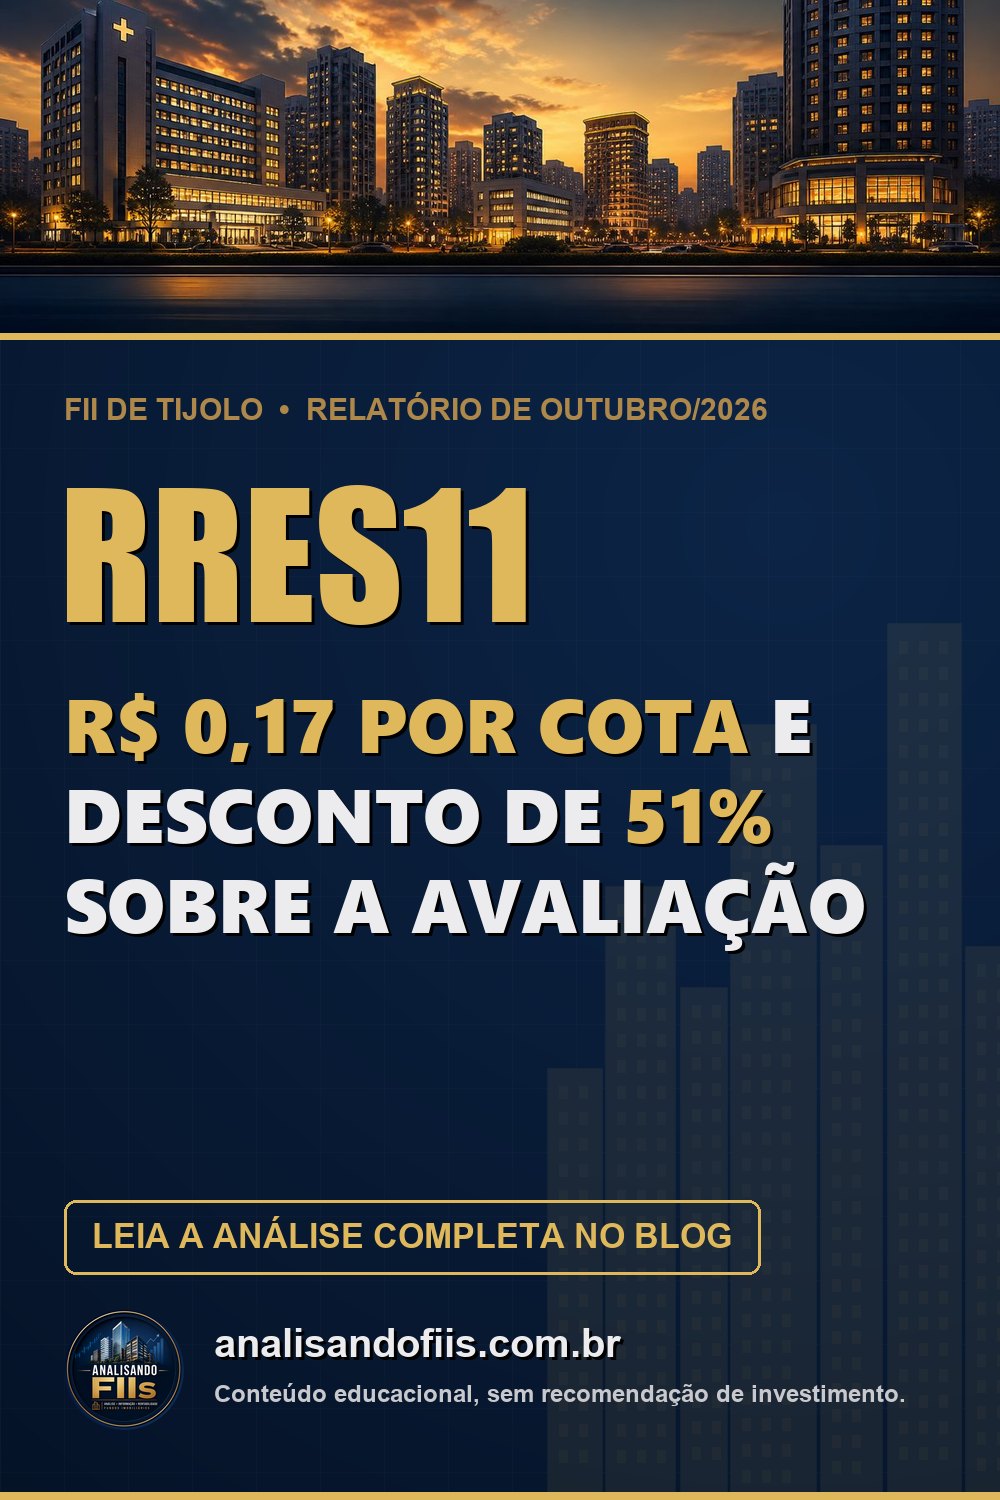 FII DE TIJOLO • RELATÓRIO DE OUTUBRO/2026
RRES11
R$ 0,17 POR COTA E
DESCONTO DE 51%
SOBRE A AVALIAÇÃO
LEIA A ANÁLISE COMPLETA NO BLOG
analisandofiis.com.br
Conteúdo educacional, sem recomendação de investimento.
ANALISANDO
FIIs